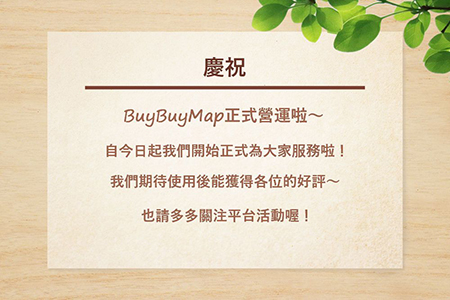 慶祝
BuyBuyMap正式營運啦～
自今日起我們開始正式為大家服務啦！
我們期待使用後能獲得各位的好評～
也請多多關注平台活動喔！